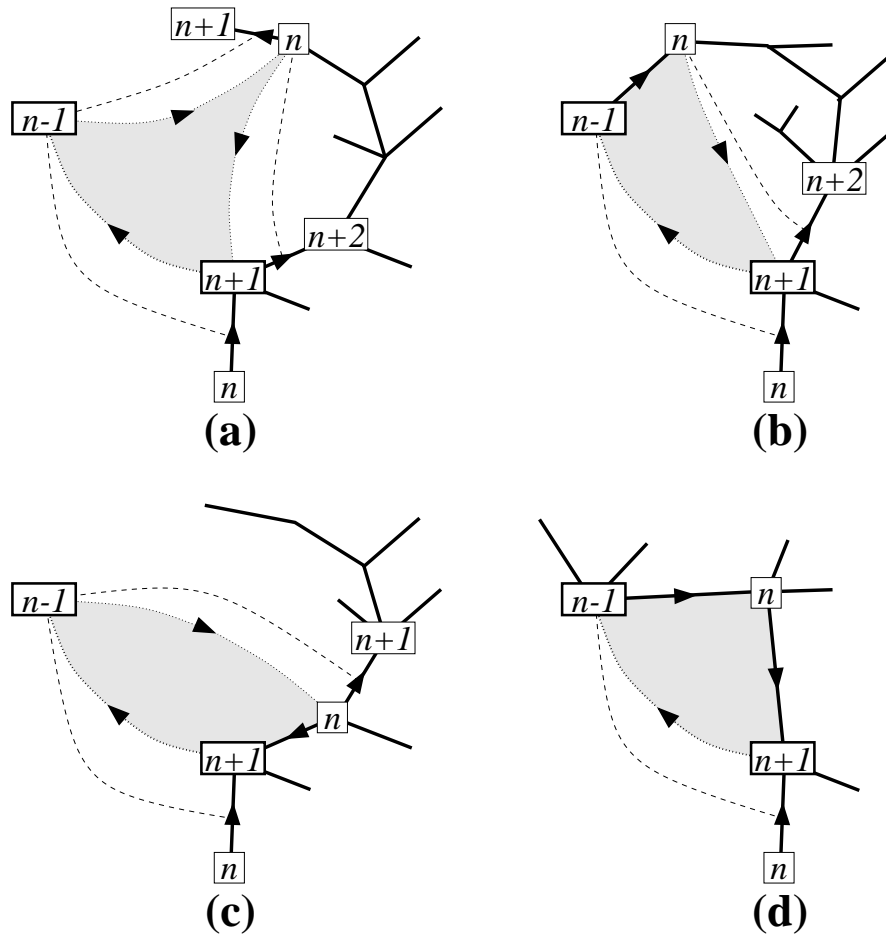 n+1 n n
n-1 n-1
n+2 n+2
n+1 n+1
n n
(a) (b)
n-1 n-1 n
n+1
n
n+1 n+1
n n
(c) (d)